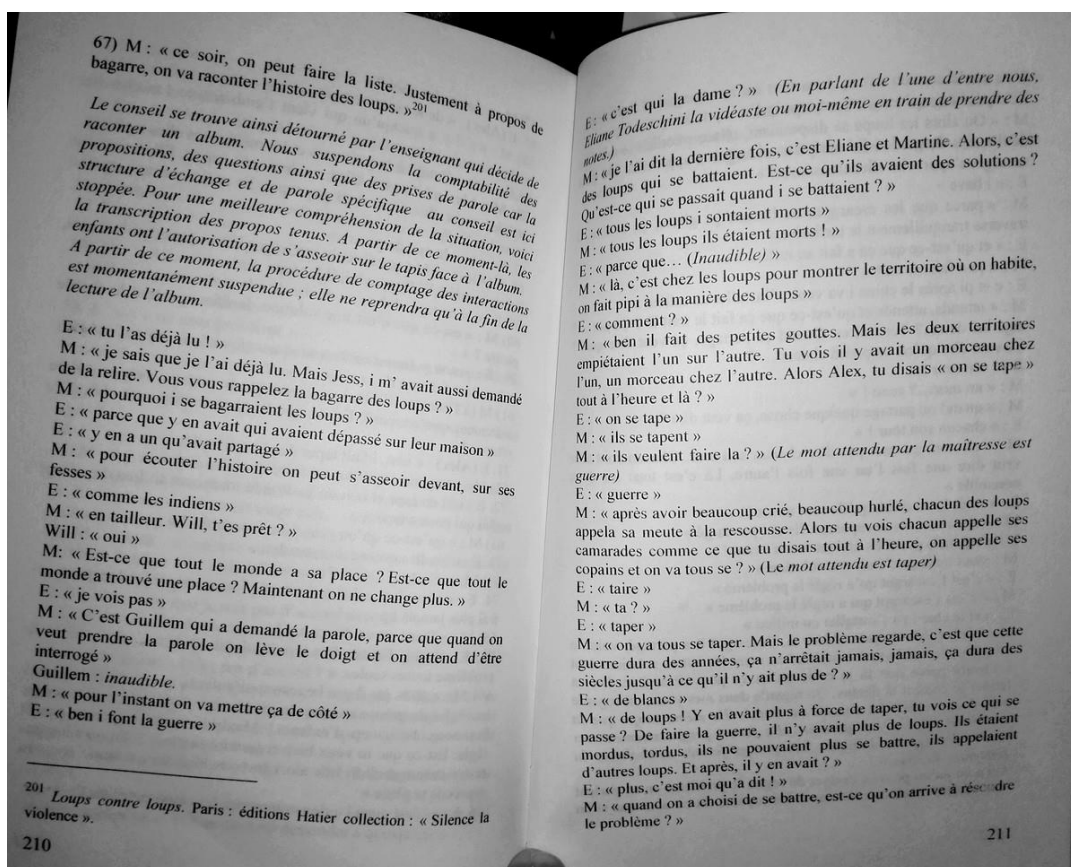 67) M : « ce soir, on peut faire la liste. Justement à propos de
bagarre, on va raconter l'histoire des loups. »201
Le conseil se trouve ainsi détourné par l'enseignant qui décide de
raconter un album. Nous suspendons la comptabilité des
propositions, des questions ainsi que des prises de parole car la
structure d'échange et de parole spécifique au conseil est ici
stoppée. Pour une meilleure compréhension de la situation, voici
la transcription des propos tenus. A partir de ce moment-là, les
enfants ont l'autorisation de s'asseoir sur le tapis face à l'album.
A partir de ce moment, la procédure de comptage des interactions
est momentanément suspendue ; elle ne reprendra qu'à la fin de la
lecture de l'album.
E : « tu l'as déjà lu ! »
M : « je sais que je l'ai déjà lu. Mais Jess, i m' avait aussi demandé
de la relire. Vous vous rappelez la bagarre des loups ? »
M : « pourquoi i se bagarraient les loups ? »
E : « parce que y en avait qui avaient dépassé sur leur maison »
E : « y en a un qu'avait partagé »
M : « pour écouter l'histoire on peut s'asseoir devant, sur ses
fesses »
E : « comme les indiens »
M : « en tailleur. Will, t'es prêt ? »
Will : « oui »
M: « Est-ce que tout le monde a sa place ? Est-ce que tout le
monde a trouvé une place ? Maintenant on ne change plus. »
E : « je vois pas »
M : « C'est Guillem qui a demandé la parole, parce que quand on
veut prendre la parole on lève le doigt et on attend d'être
interrogé »
Guillem : inaudible.
M : « pour l'instant on va mettre ça de côté »
E : « ben i font la guerre »
201 Loups contre loups. Paris : éditions Hatier collection : « Silence la
violence ».
210
E : « c'est qui la dame ? » (En parlant de l'une d'entre nous,
Eliane Todeschini la vidéaste ou moi-même en train de prendre des
notes.)
M : « je l'ai dit la dernière fois, c'est Eliane et Martine. Alors, c'est
des loups qui se battaient. Est-ce qu'ils avaient des solutions ?
Qu'est-ce qui se passait quand i se battaient ? »
E : « tous les loups i sontaient morts »
M : « tous les loups ils étaient morts ! »
E : « parce que… (Inaudible) »
M : « là, c'est chez les loups pour montrer le territoire où on habite,
on fait pipi à la manière des loups »
E : « comment ? »
M : « ben il fait des petites gouttes. Mais les deux territoires
empiétaient l'un sur l'autre. Tu vois il y avait un morceau chez
l'un, un morceau chez l'autre. Alors Alex, tu disais « on se tape »
tout à l'heure et là ? »
E : « on se tape »
M : « ils se tapent »
M : « ils veulent faire la ? » (Le mot attendu par la maîtresse est
guerre)
E : « guerre »
M : « après avoir beaucoup crié, beaucoup hurlé, chacun des loups
appela sa meute à la rescousse. Alors tu vois chacun appelle ses
camarades comme ce que tu disais tout à l'heure, on appelle ses
copains et on va tous se ? » (Le mot attendu est taper)
E : « taire »
M : « ta ? »
E : « taper »
M : « on va tous se taper. Mais le problème regarde, c'est que cette
guerre dura des années, ça n'arrêtait jamais, jamais, ça dura des
siècles jusqu'à ce qu'il n'y ait plus de ? »
E : « de blancs »
M : « de loups ! Y en avait plus à force de taper, tu vois ce qui se
passe ? De faire la guerre, il n'y avait plus de loups. Ils étaient
mordus, tordus, ils ne pouvaient plus se battre, ils appelaient
d'autres loups. Et après, il y en avait ? »
E : « plus, c'est moi qu'a dit ! »
M : « quand on a choisi de se battre, est-ce qu'on arrive à résoudre
le problème ? »
211